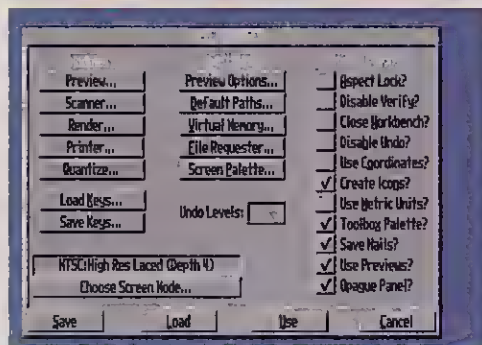 Preview...
Scanner...
Render...
Printer...
Quantize...
Load Keys...
Save Keys...
Preview Options...
Default Paths...
Virtual Memory...
File Requester...
Screen Palette...
Undo Levels:
NTSC:High Res Laced (Depth 4)
Choose Screen Mode...
Aspect Lock?
Disable Verify?
Close Workbench?
Disable Undo?
Use Coordinates?
Create Icons?
Use Metric Units?
Toolbox Palette?
Save Nails?
Use Previews?
Opaque Panel?
Save
Load
Use
Cancel